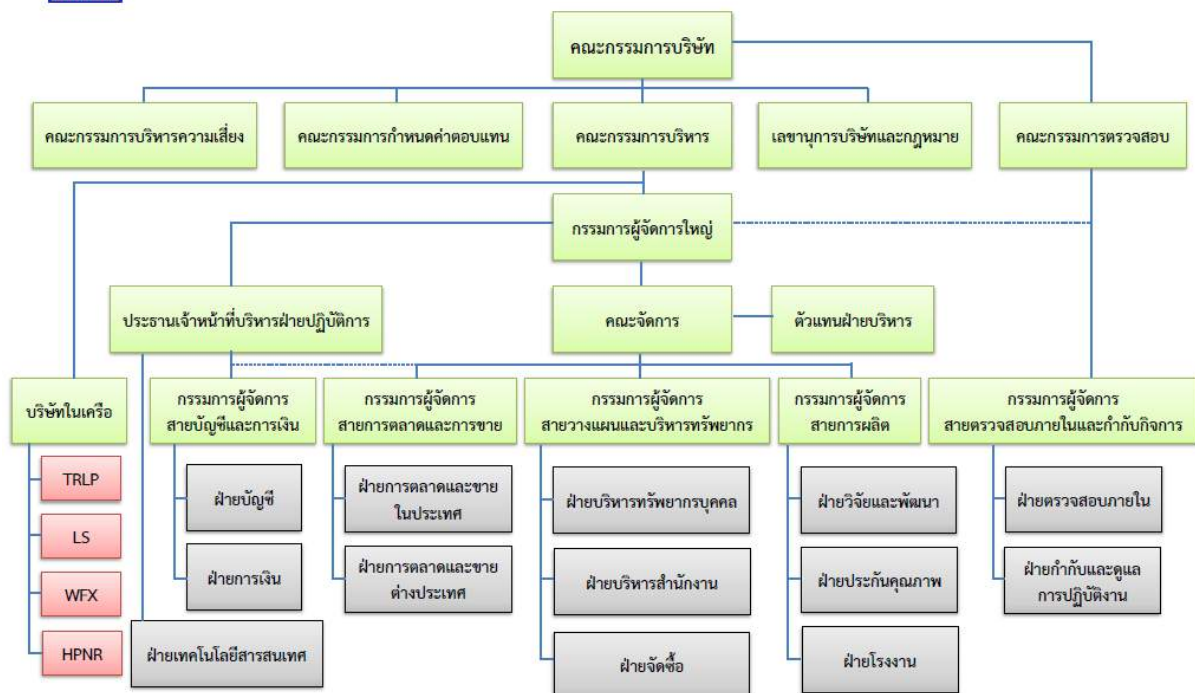 คณะกรรมการบริษัท
คณะกรรมการบริหารความเสี่ยง
คณะกรรมการกำหนดค่าตอบแทน
คณะกรรมการบริหาร
เลขานุการบริษัทและกฎหมาย
คณะกรรมการตรวจสอบ
กรรมการผู้จัดการใหญ่
ประธานเจ้าหน้าที่บริหารฝ่ายปฏิบัติการ
คณะจัดการ
ตัวแทนฝ่ายบริหาร
บริษัทในเครือ
TRLP
LS
WFX
HPNR
กรรมการผู้จัดการ
สายบัญชีและการเงิน
ฝ่ายบัญชี
ฝ่ายการเงิน
ฝ่ายเทคโนโลยีสารสนเทศ
กรรมการผู้จัดการ
สายการตลาดและการขาย
ฝ่ายการตลาดและขาย
ในประเทศ
ฝ่ายการตลาดและขาย
ต่างประเทศ
กรรมการผู้จัดการ
สายวางแผนและบริหารทรัพยากร
ฝ่ายบริหารทรัพยากรบุคคล
ฝ่ายบริหารสำนักงาน
ฝ่ายจัดซื้อ
กรรมการผู้จัดการ
สายการผลิต
ฝ่ายวิจัยและพัฒนา
ฝ่ายประกันคุณภาพ
ฝ่ายโรงงาน
กรรมการผู้จัดการ
สายตรวจสอบภายในและกำกับกิจการ
ฝ่ายตรวจสอบภายใน
ฝ่ายกำกับและดูแล
การปฏิบัติงาน